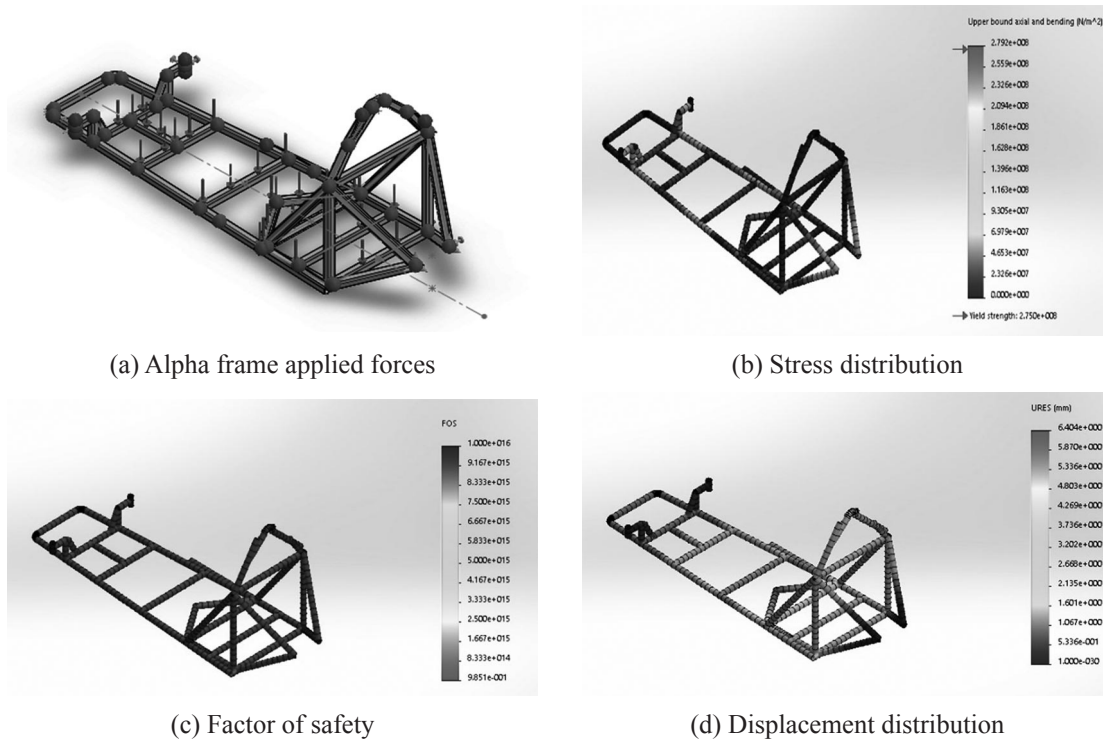 (a) Alpha frame applied forces
Upper bound axial and bending (N/m^2)
2.792e+008
2.559e+008
2.326e+008
2.094e+008
1.861e+008
1.628e+008
1.396e+008
1.163e+008
9.305e+007
6.979e+007
4.653e+007
2.326e+007
0.000e+000
Yield strength: 2.750e+008
(b) Stress distribution
FOS
1.000e+016
9.167e+015
8.333e+015
7.500e+015
6.667e+015
5.833e+015
5.000e+015
4.167e+015
3.333e+015
2.500e+015
1.667e+015
8.333e+014
9.851e-001
(c) Factor of safety
URES (mm)
6.404e+000
5.870e+000
5.336e+000
4.803e+000
4.269e+000
3.736e+000
3.202e+000
2.668e+000
2.135e+000
1.601e+000
1.067e+000
5.336e-001
1.000e-030
(d) Displacement distribution